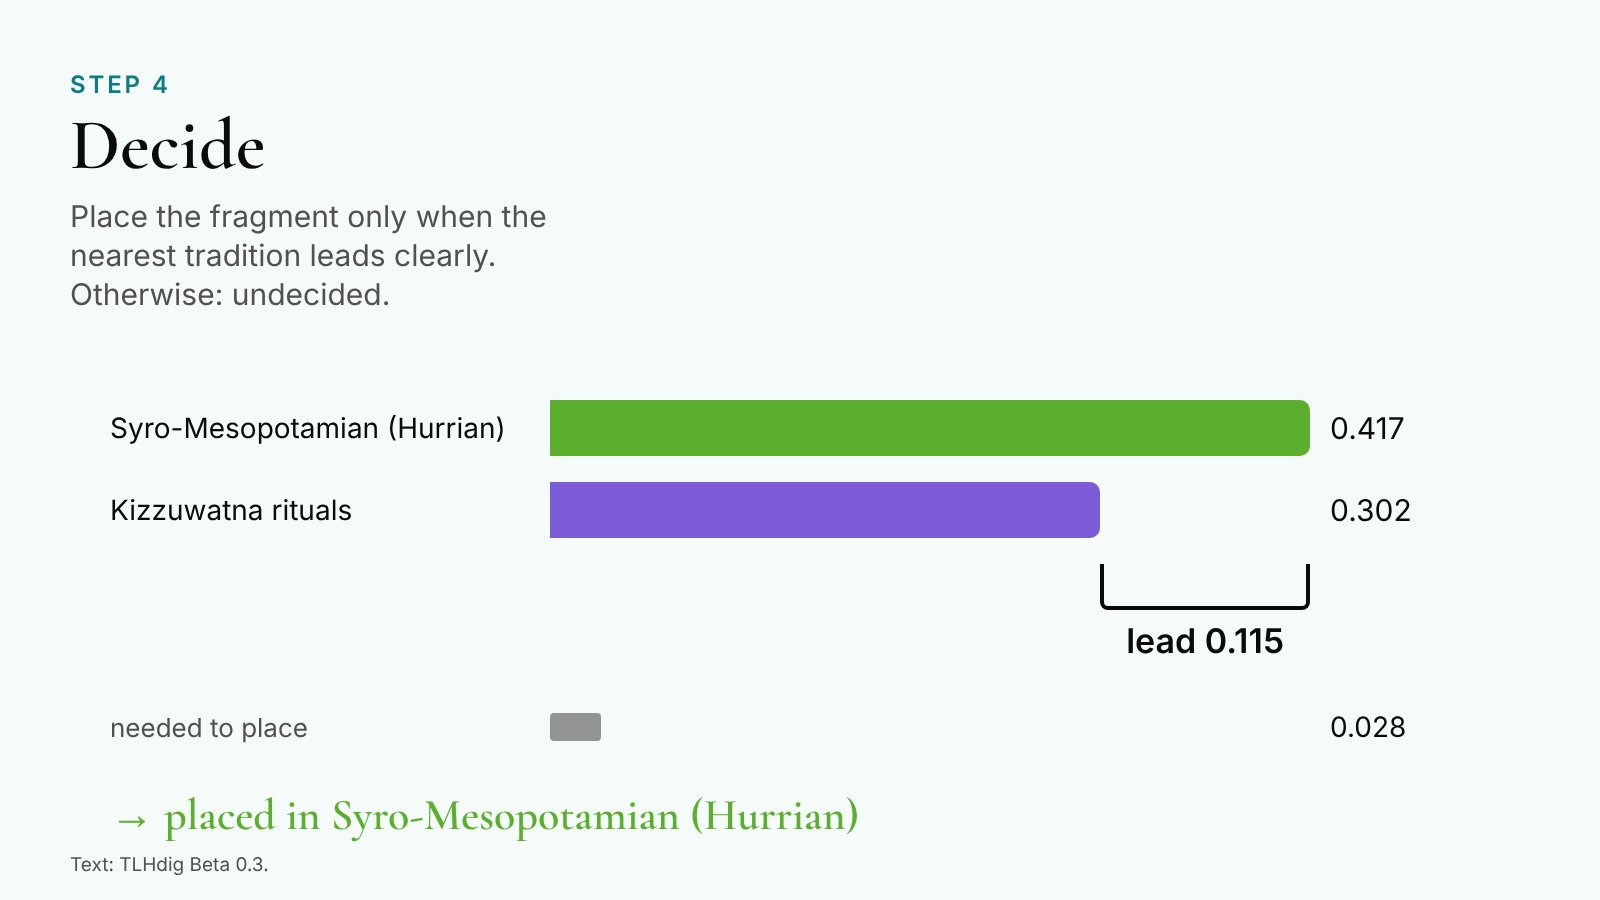 STEP 4
Decide
Place the fragment only when the
nearest tradition leads clearly.
Otherwise: undecided.
Syro-Mesopotamian (Hurrian) 0.417
Kizzuwatna rituals 0.302
lead 0.115
needed to place 0.028
→ placed in Syro-Mesopotamian (Hurrian)
Text: TLHdig Beta 0.3.